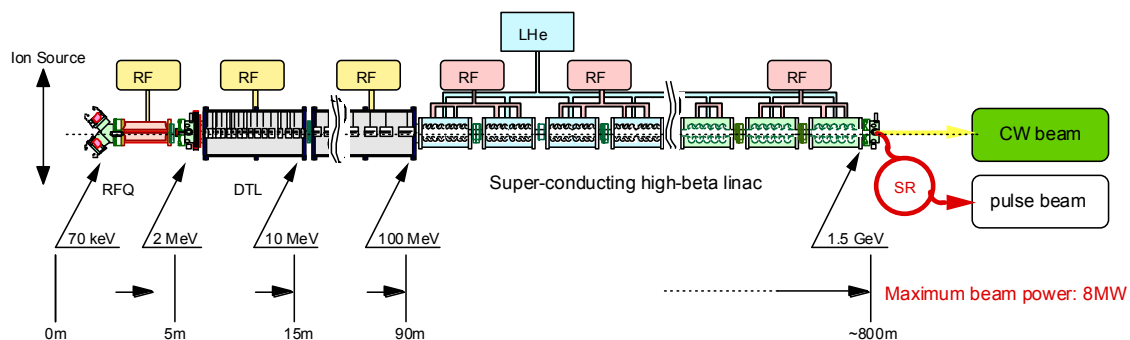 LHe
Ion Source
RF
RF
RF
RF
RF
RF
CW beam
RFQ
DTL
Super-conducting high-beta linac
SR
pulse beam
70 keV
2 MeV
10 MeV
100 MeV
1.5 GeV
Maximum beam power: 8MW
0m
5m
15m
90m
~800m